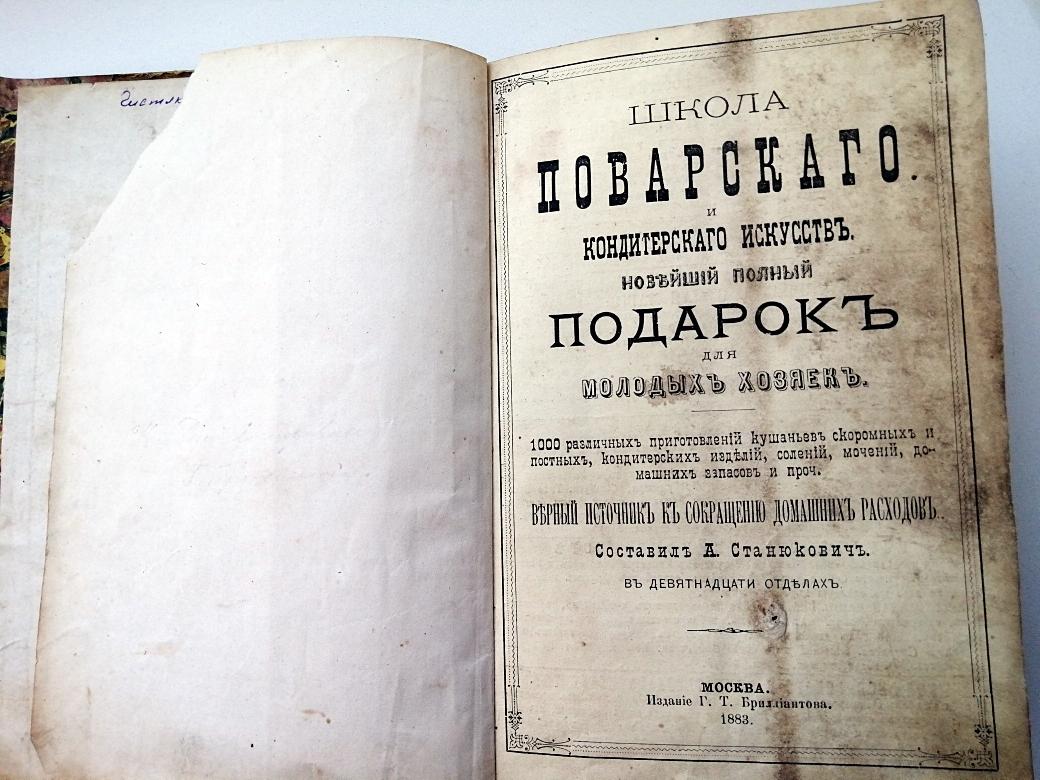 ШКОЛА
ПОВАРСКАГО
И
КОНДИТЕРСКАГО ИСКУССТВЪ.
НОВѢЙШІЙ ПОЛНЫЙ
ПОДАРОКЪ
ДЛЯ
МОЛОДЫХЪ ХОЗЯЕКЪ.
1000 различныхъ приготовленій кушаньевъ скоромныхъ и
постныхъ, кондитерскихъ издѣлій, соленій, моченій, до-
машнихъ запасовъ и проч.
ВѢРНЫЙ ИСТОЧНИКЪ КЪ СОКРАЩЕНІЮ ДОМАШНИХЪ РАСХОДОВЪ.
Составилъ А. Станюковичъ.
ВЪ ДЕВЯТНАДЦАТИ ОТДѢЛАХЪ.
МОСКВА.
Изданіе Г. Т. Брилліантова.
1883.